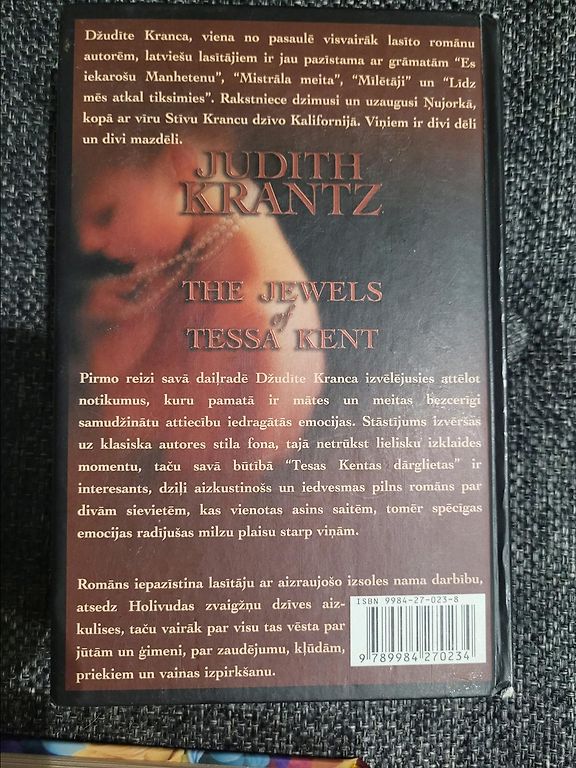 Džudīte Kranca, viena no pasaulē visvairāk lasīto romānu
autorēm, latviešu lasītājiem ir jau pazīstama ar grāmatām “Es
iekarošu Manhetenu”, “Mistrāla meita”, “Mīlētāji” un “Līdz
mēs atkal tiksimies”. Rakstniece dzimusi un uzaugusi Ņujorkā,
kopā ar vīru Stīvu Krancu dzīvo Kalifornijā. Viņiem ir divi dēli
un divi mazdēli.
JUDITH
KRANTZ
THE JEWELS
of
TESSA KENT
Pirmo reizi savā daiļradē Džudīte Kranca izvēlējusies attēlot
notikumus, kuru pamatā ir mātes un meitas bezcerīgi
samudžinātu attiecību iedragātās emocijas. Stāstījums izvēršas
uz klasiska autores stila fona, tajā netrūkst lielisku izklaides
momentu, taču savā būtībā “Tesas Kentas dārglietas” ir
interesants, dziļi aizkustinošs un iedvesmas pilns romāns par
divām sievietēm, kas vienotas asins saitēm, tomēr spēcīgas
emocijas radījušas milzu plaisu starp viņām.
Romāns iepazīstina lasītāju ar aizraujošo izsoles nama darbību,
atsedz Holivudas zvaigžņu dzīves aiz-
kulises, taču vairāk par visu tas vēsta par
jūtām un ģimeni, par zaudējumu, kļūdām,
priekiem un vainas izpirkšanu.
ISBN 9984-27-023-8
9 789984 270234